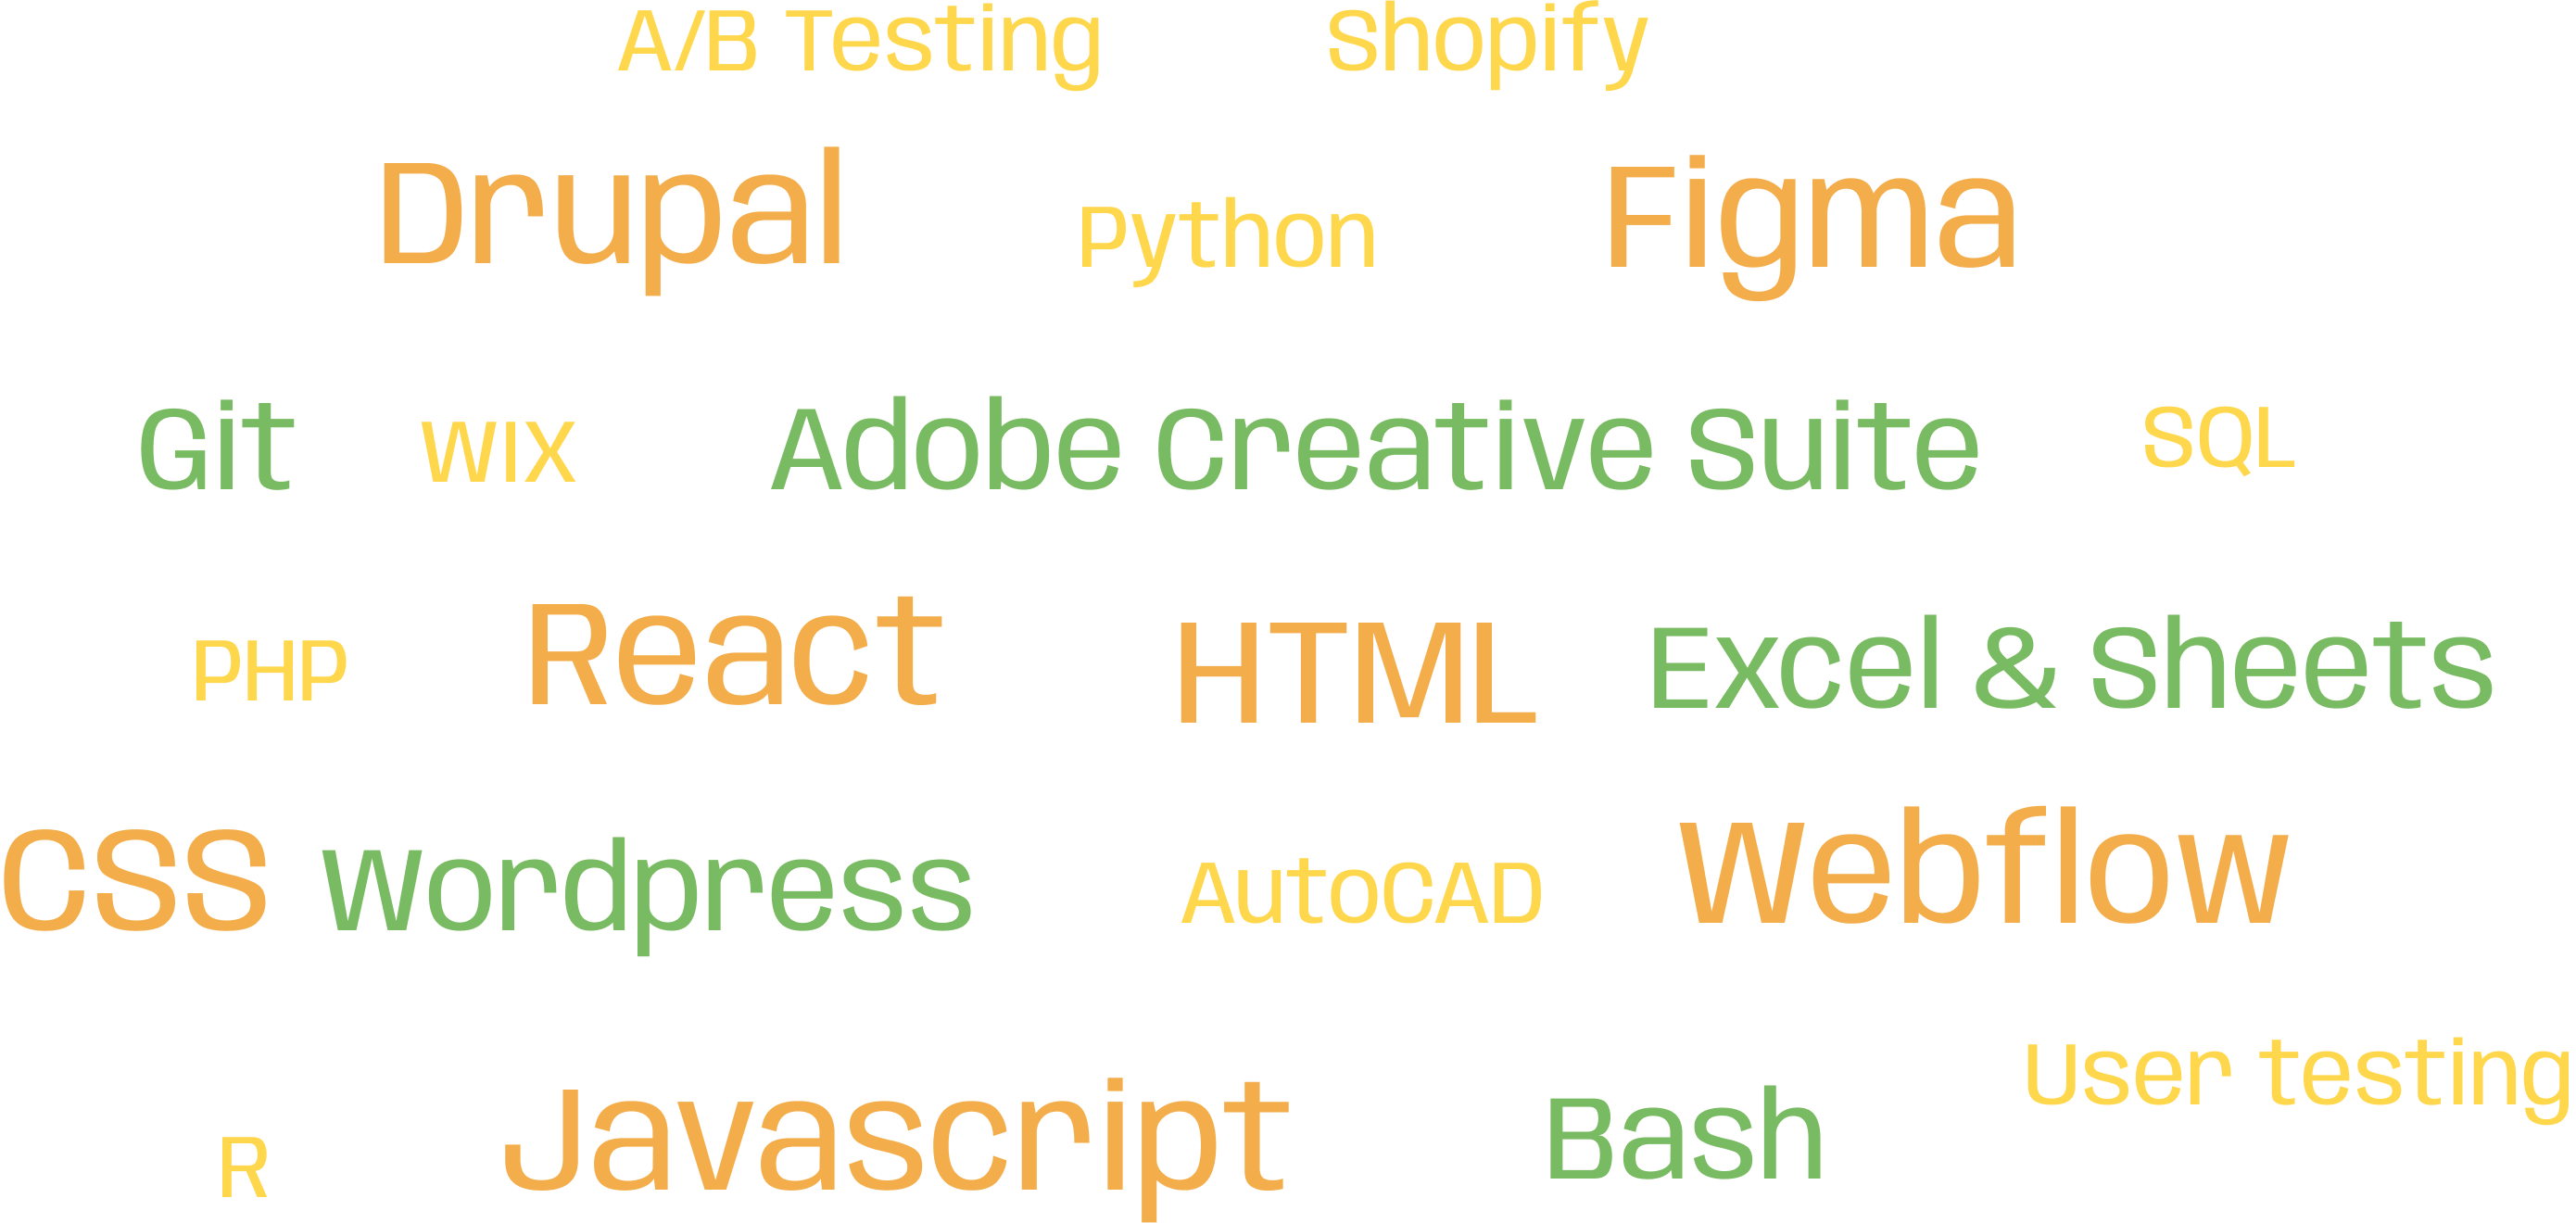 A/B Testing Shopify
Drupal Python Figma
Git WIX Adobe Creative Suite SQL
PHP React HTML Excel & Sheets
CSS Wordpress AutoCAD Webflow
User testing
R Javascript Bash